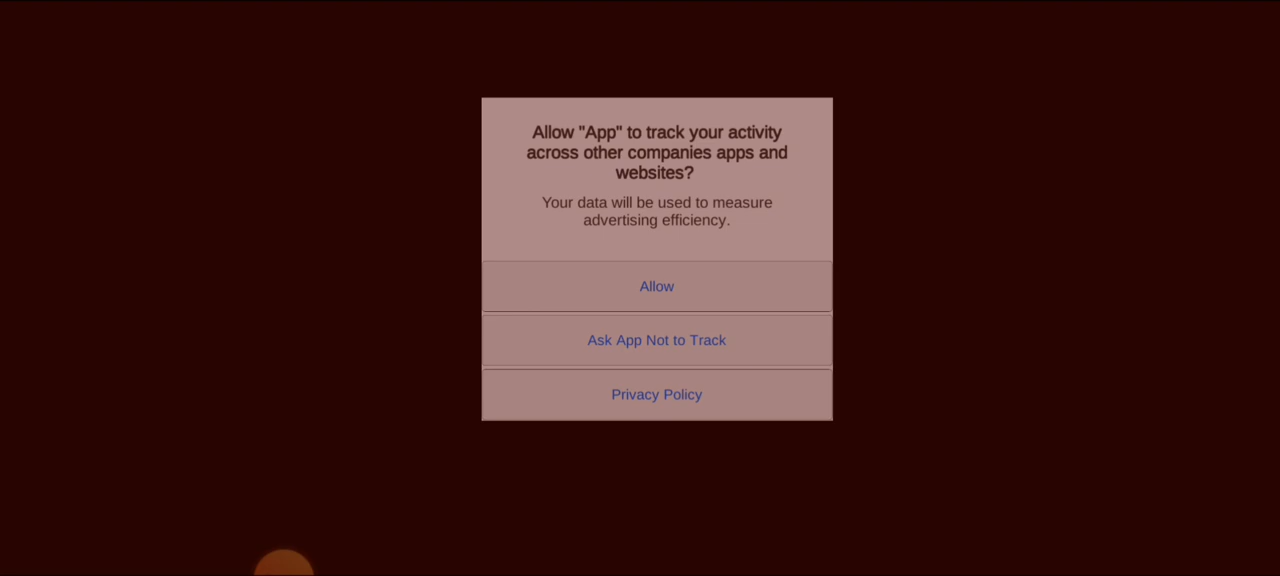 Allow "App" to track your activity
across other companies apps and
websites?
Your data will be used to measure
advertising efficiency.
Allow
Ask App Not to Track
Privacy Policy